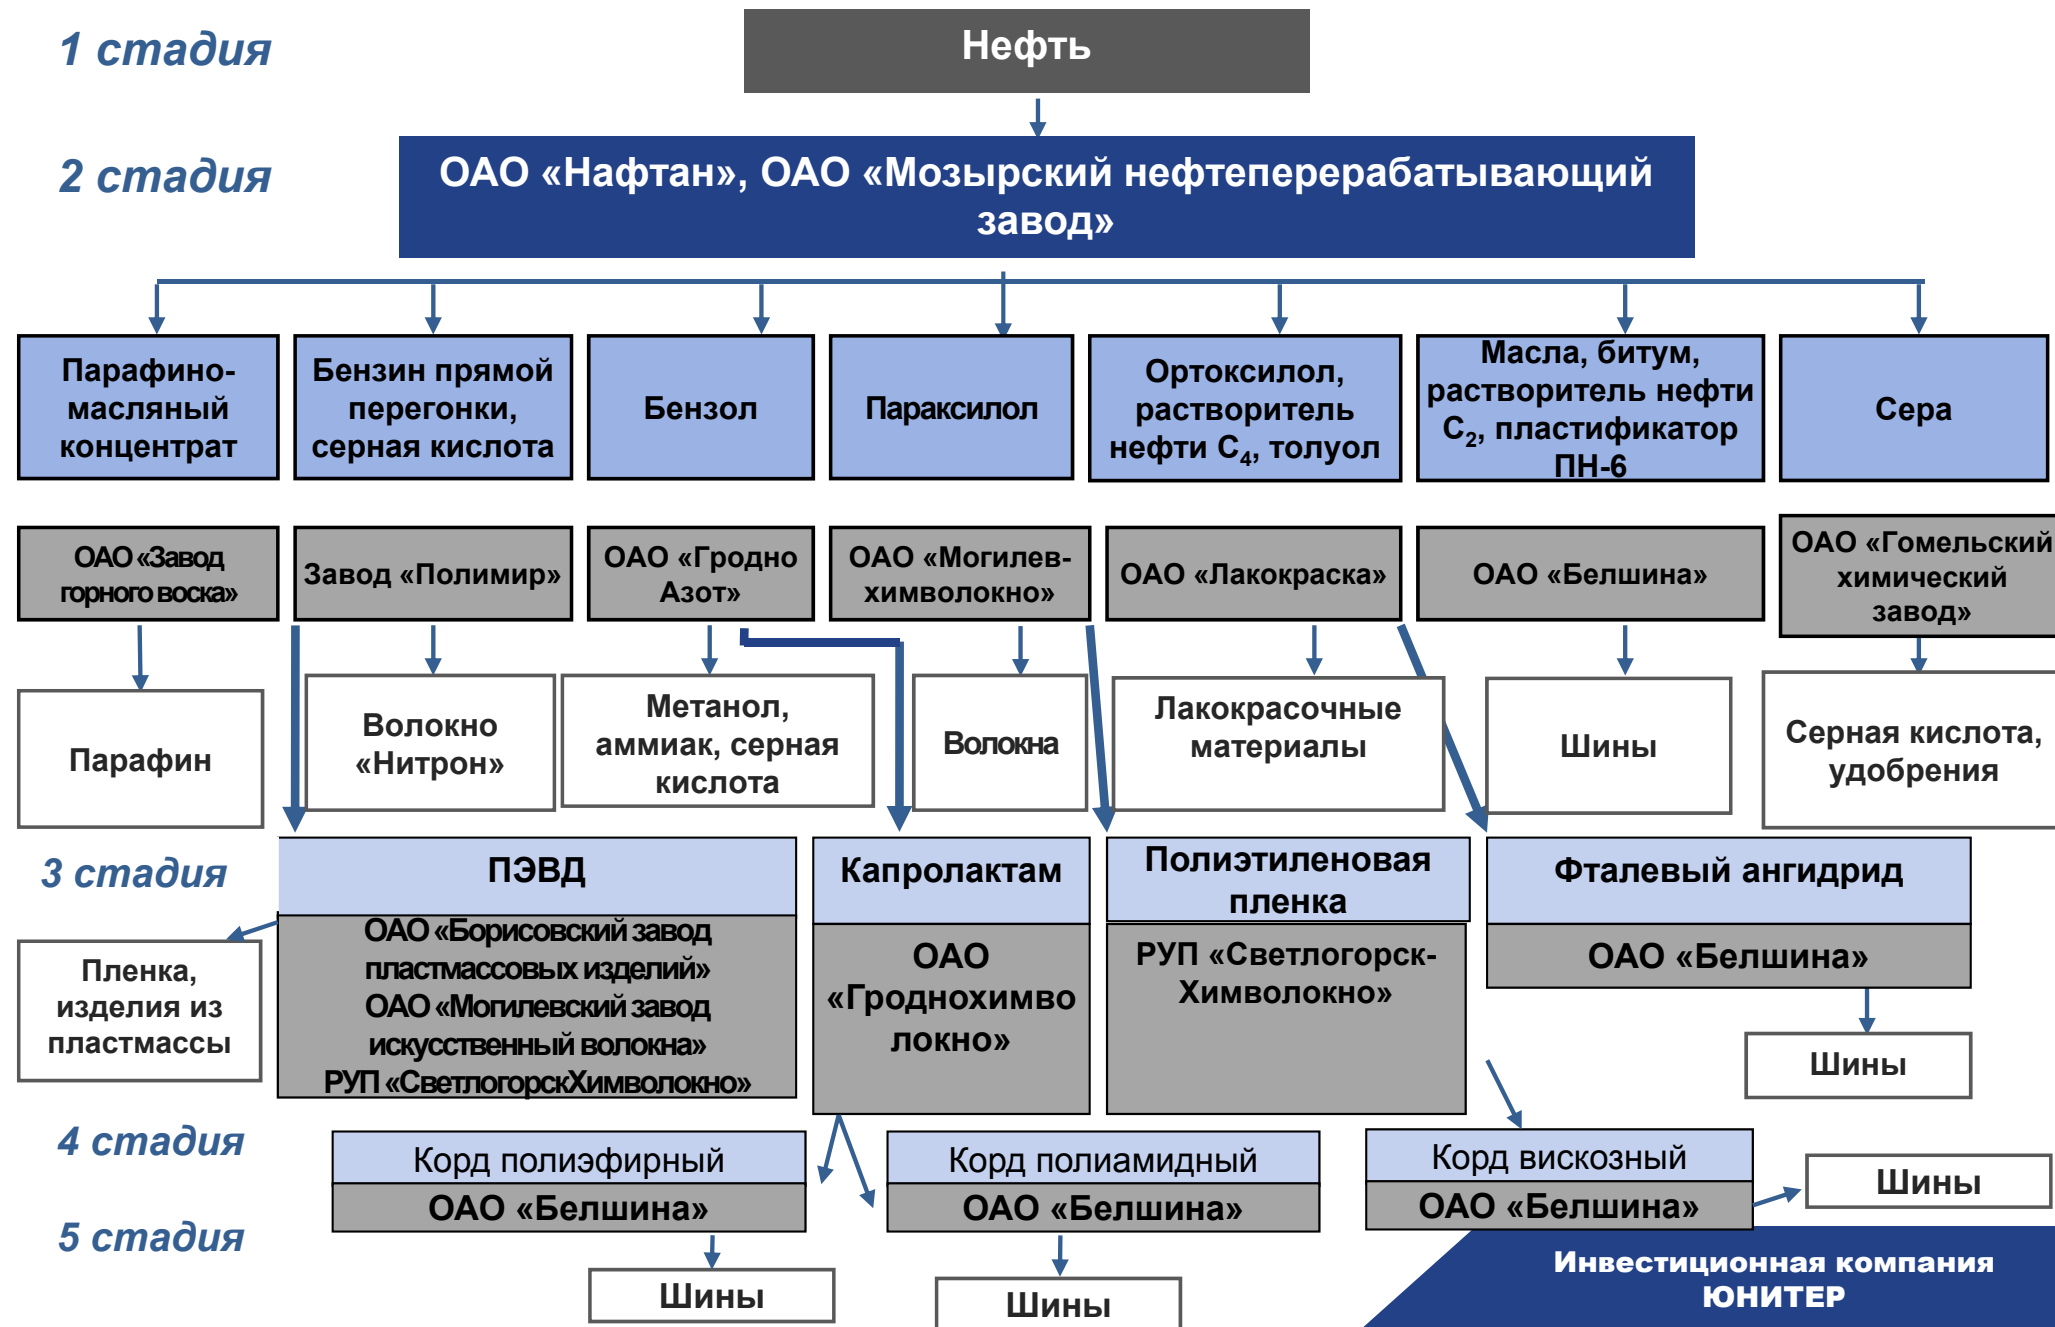 1 стадия
Нефть
2 стадия
ОАО «Нафтан», ОАО «Мозырский нефтеперерабатывающий
завод»
Парафино-
масляный
концентрат
Бензин прямой
перегонки,
серная кислота
Бензол
Параксилол
Ортоксилол,
растворитель
нефти С4, толуол
Масла, битум,
растворитель нефти
С2, пластификатор
ПН-6
Сера
ОАО «Завод
горного воска»
Завод «Полимир»
ОАО «Гродно
Азот»
ОАО «Могилев-
химволокно»
ОАО «Лакокраска»
ОАО «Белшина»
ОАО «Гомельский
химический
завод»
Парафин
Волокно
«Нитрон»
Метанол,
аммиак, серная
кислота
Волокна
Лакокрасочные
материалы
Шины
Серная кислота,
удобрения
3 стадия
ПЭВД
Капролактам
Полиэтиленовая
пленка
Фталевый ангидрид
Пленка,
изделия из
пластмассы
ОАО «Борисовский завод
пластмассовых изделий»
ОАО «Могилевский завод
искусственный волокна»
РУП «СветлогорскХимволокно»
ОАО
«Гроднохимво
локно»
РУП «Светлогорск-
Химволокно»
ОАО «Белшина»
Шины
4 стадия
Корд полиэфирный
ОАО «Белшина»
Корд полиамидный
ОАО «Белшина»
Корд вискозный
ОАО «Белшина»
Шины
5 стадия
Шины
Шины
Инвестиционная компания
ЮНИТЕР